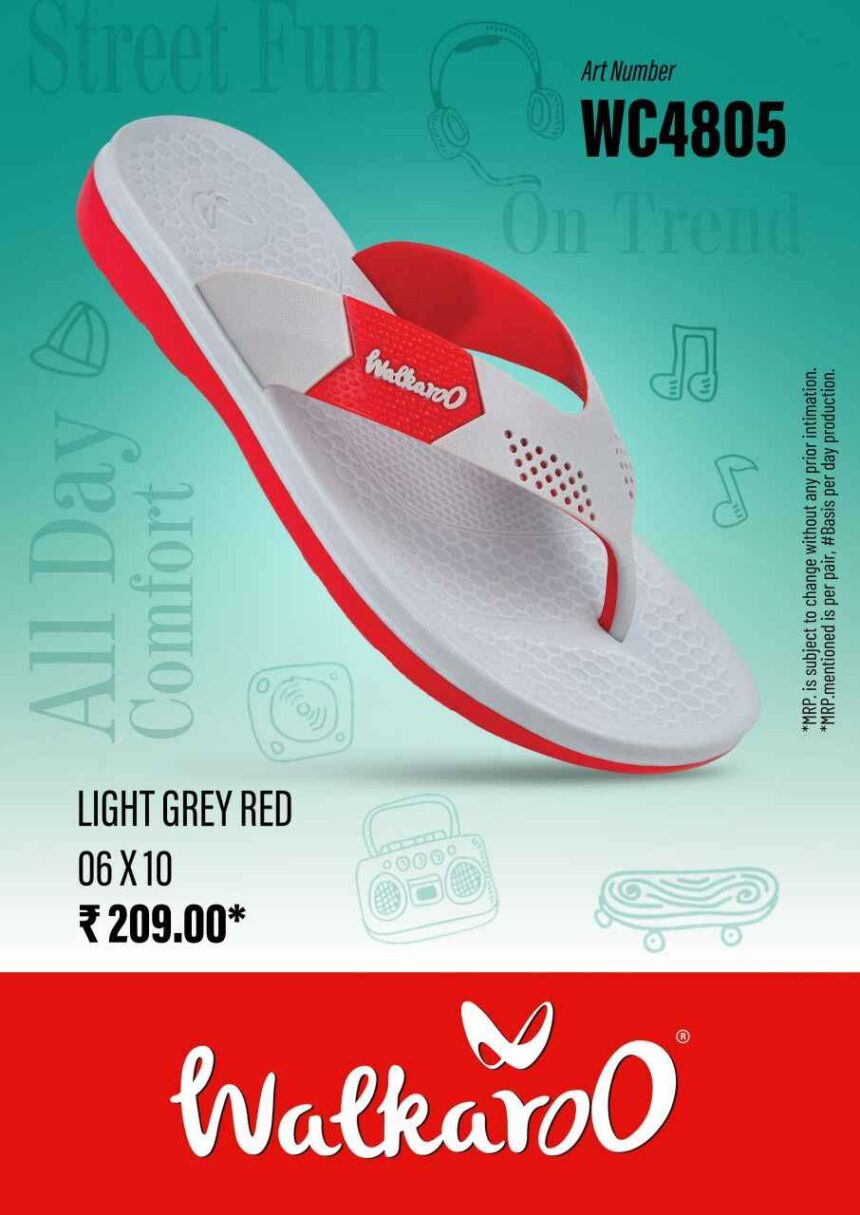 Street Fun
Art Number
WC4805
On Trend
WalkaroO
All Day
Comfort
*MRP. is subject to change without any prior intimation.
*MRP.mentioned is per pair, #Basis per day production.
LIGHT GREY RED
06 X 10
₹ 209.00*
WalkaroO®